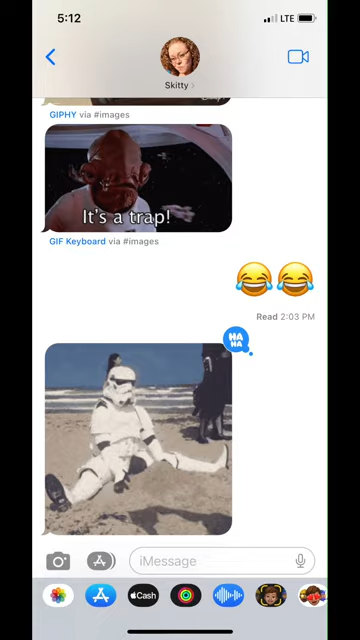 5:12
LTE
Skitty
GIPHY via #images
It's a trap!
GIF Keyboard via #images
Read 2:03 PM
HA
HA
iMessage
Cash